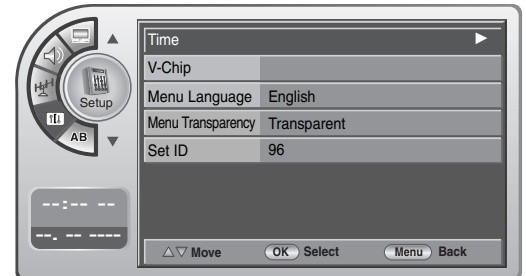 Setup
AB
Time
V-Chip
Menu Language English
Menu Transparency Transparent
Set ID 96
--:-- --
--. -- ----
Move OK Select Menu Back